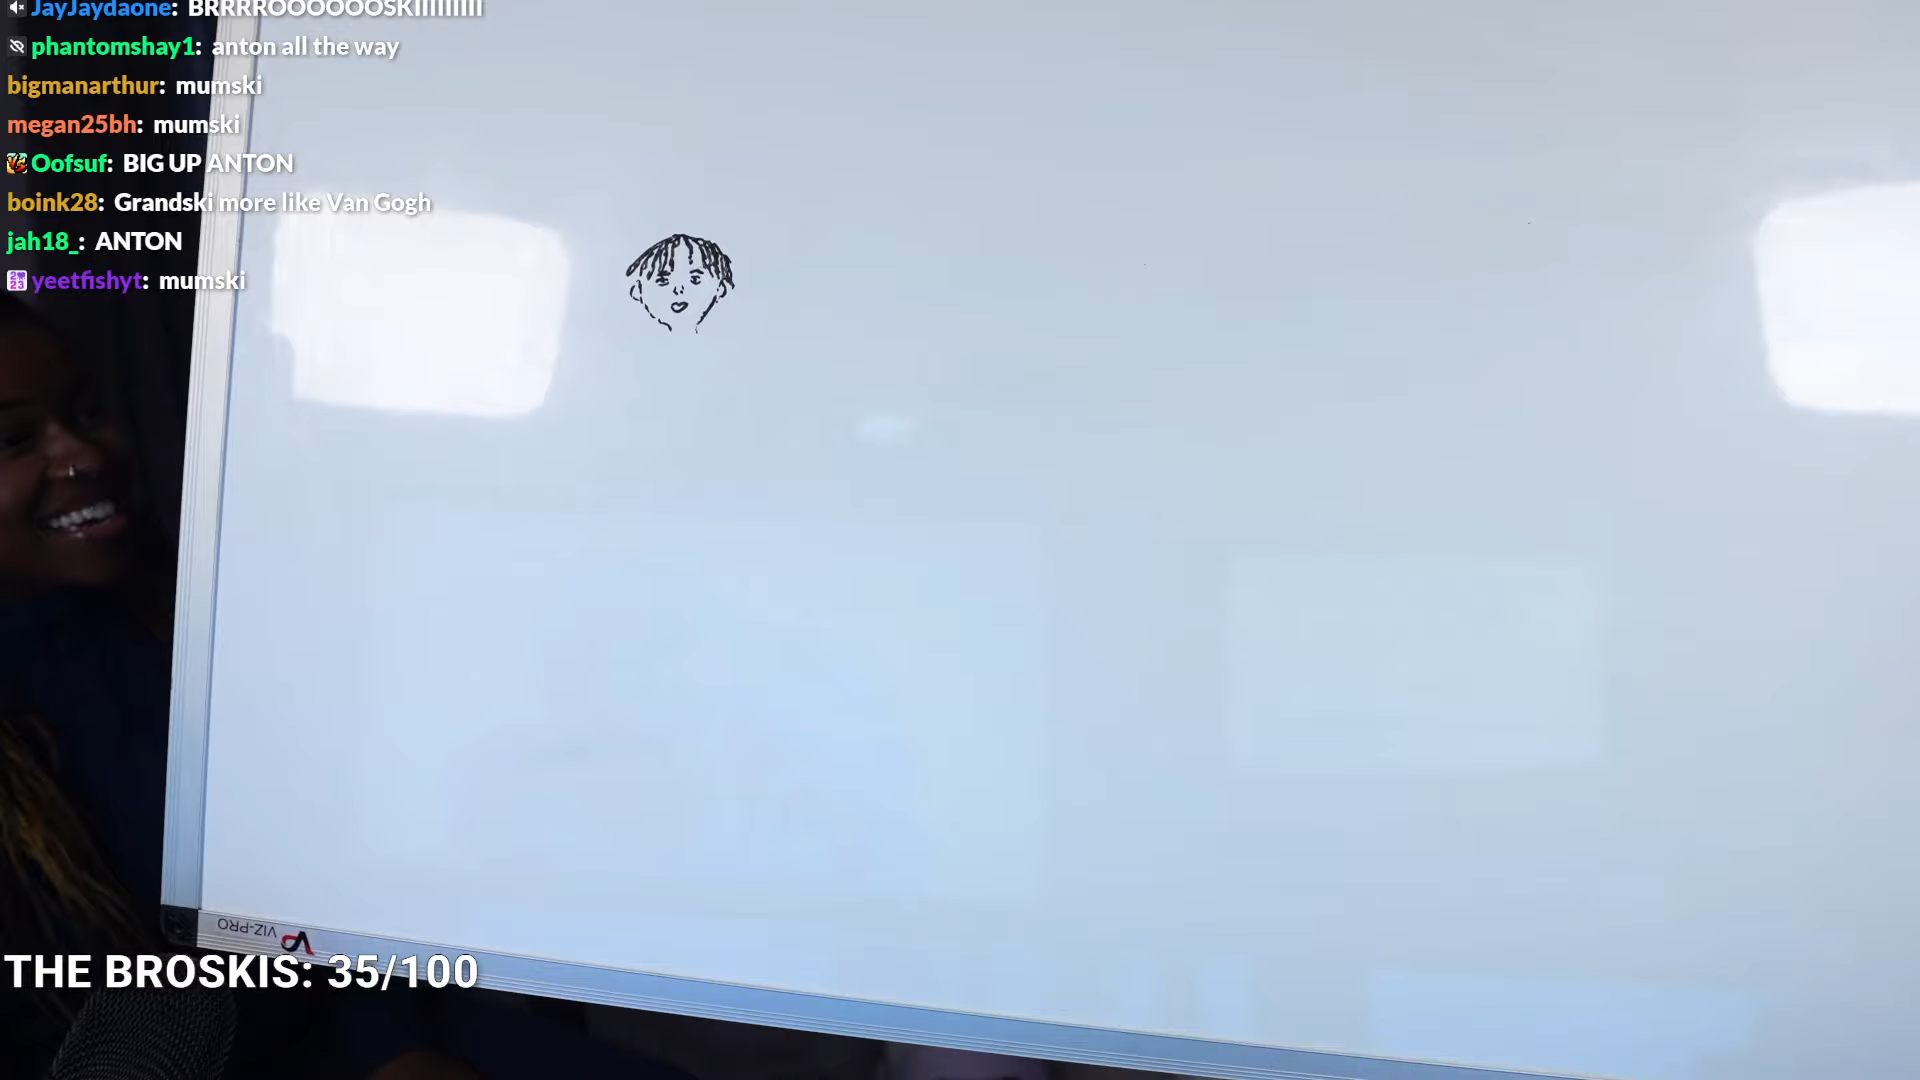 JayJaydaone: BRRRROOOOOOSKIIIIIIIIII
phantomshay1: anton all the way
bigmanarthur: mumski
megan25bh: mumski
Oofsuf: BIG UP ANTON
boink28: Grandski more like Van Gogh
jah18_: ANTON
yeetfishyt: mumski
VIZ-PRO
THE BROSKIS: 35/100